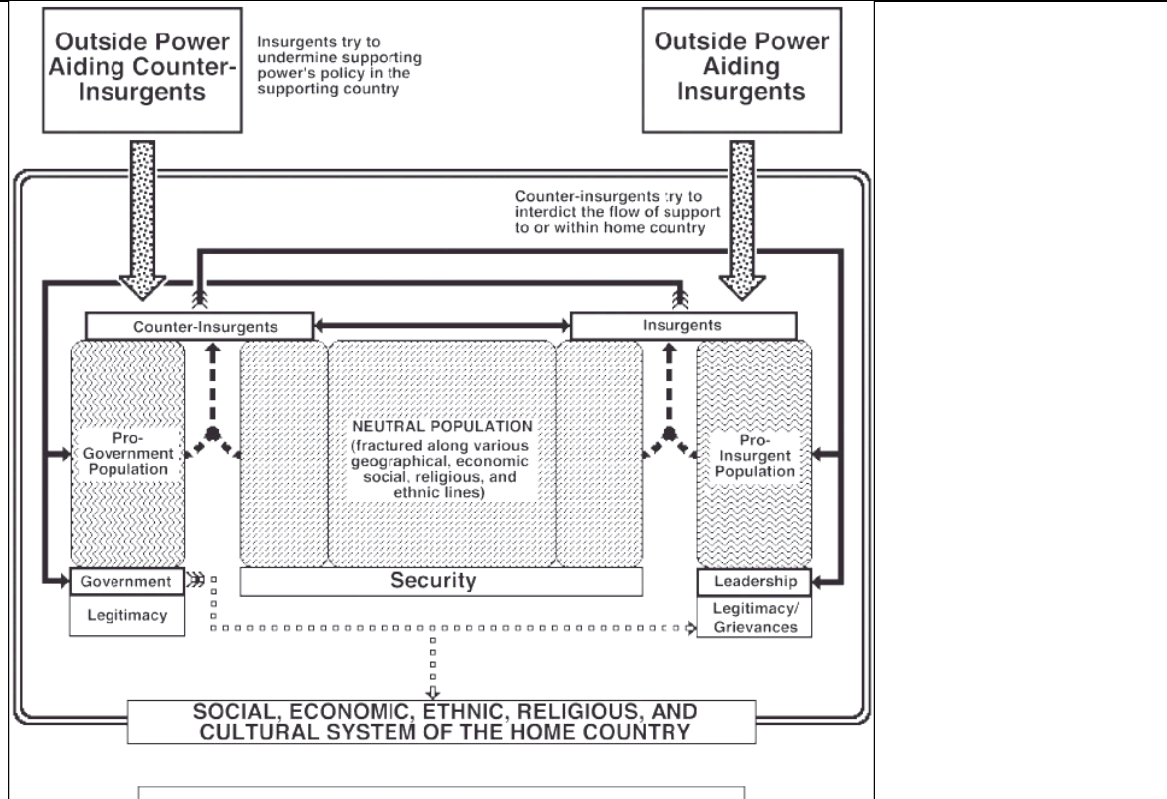 Outside Power
Aiding Counter-
Insurgents
Insurgents try to
undermine supporting
power's policy in the
supporting country
Outside Power
Aiding
Insurgents
Counter-insurgents try to
interdict the flow of support
to or within home country
Counter-Insurgents
Insurgents
Pro-
Government
Population
NEUTRAL POPULATION
(fractured along various
geographical, economic
social, religious, and
ethnic lines)
Pro-
Insurgent
Population
Government
Legitimacy
Security
Leadership
Legitimacy/
Grievances
SOCIAL, ECONOMIC, ETHNIC, RELIGIOUS, AND
CULTURAL SYSTEM OF THE HOME COUNTRY